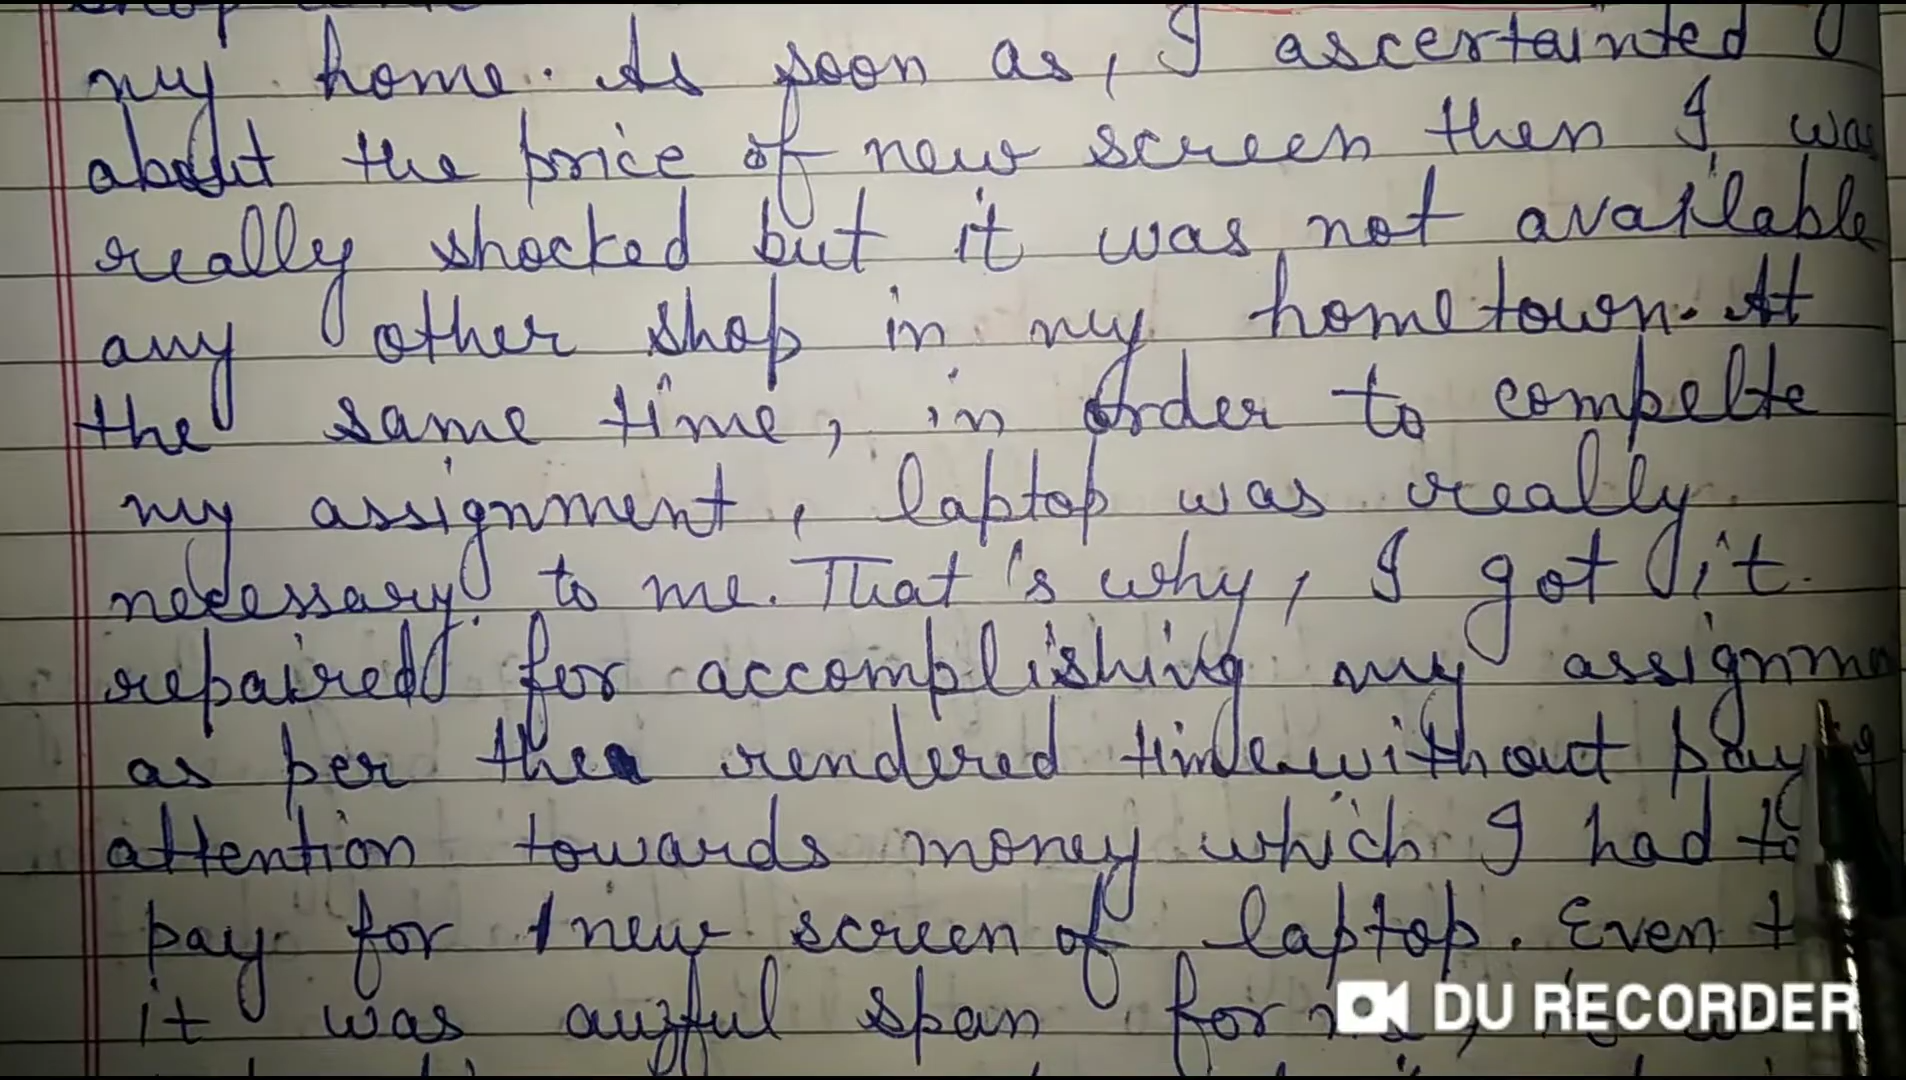 my home. As soon as, I ascertainted
about the price of new screen then I was
really shocked but it was not available
any other shop in my hometown. At
the same time, in order to compelte
my assignment, laptop was really
necessary to me. That's why, I got it
repaired for accomplishing my assignme
as per the rendered time without paying
attention towards money which I had to
pay for new screen of laptop. Even
it was awful span for
DU RECORDER